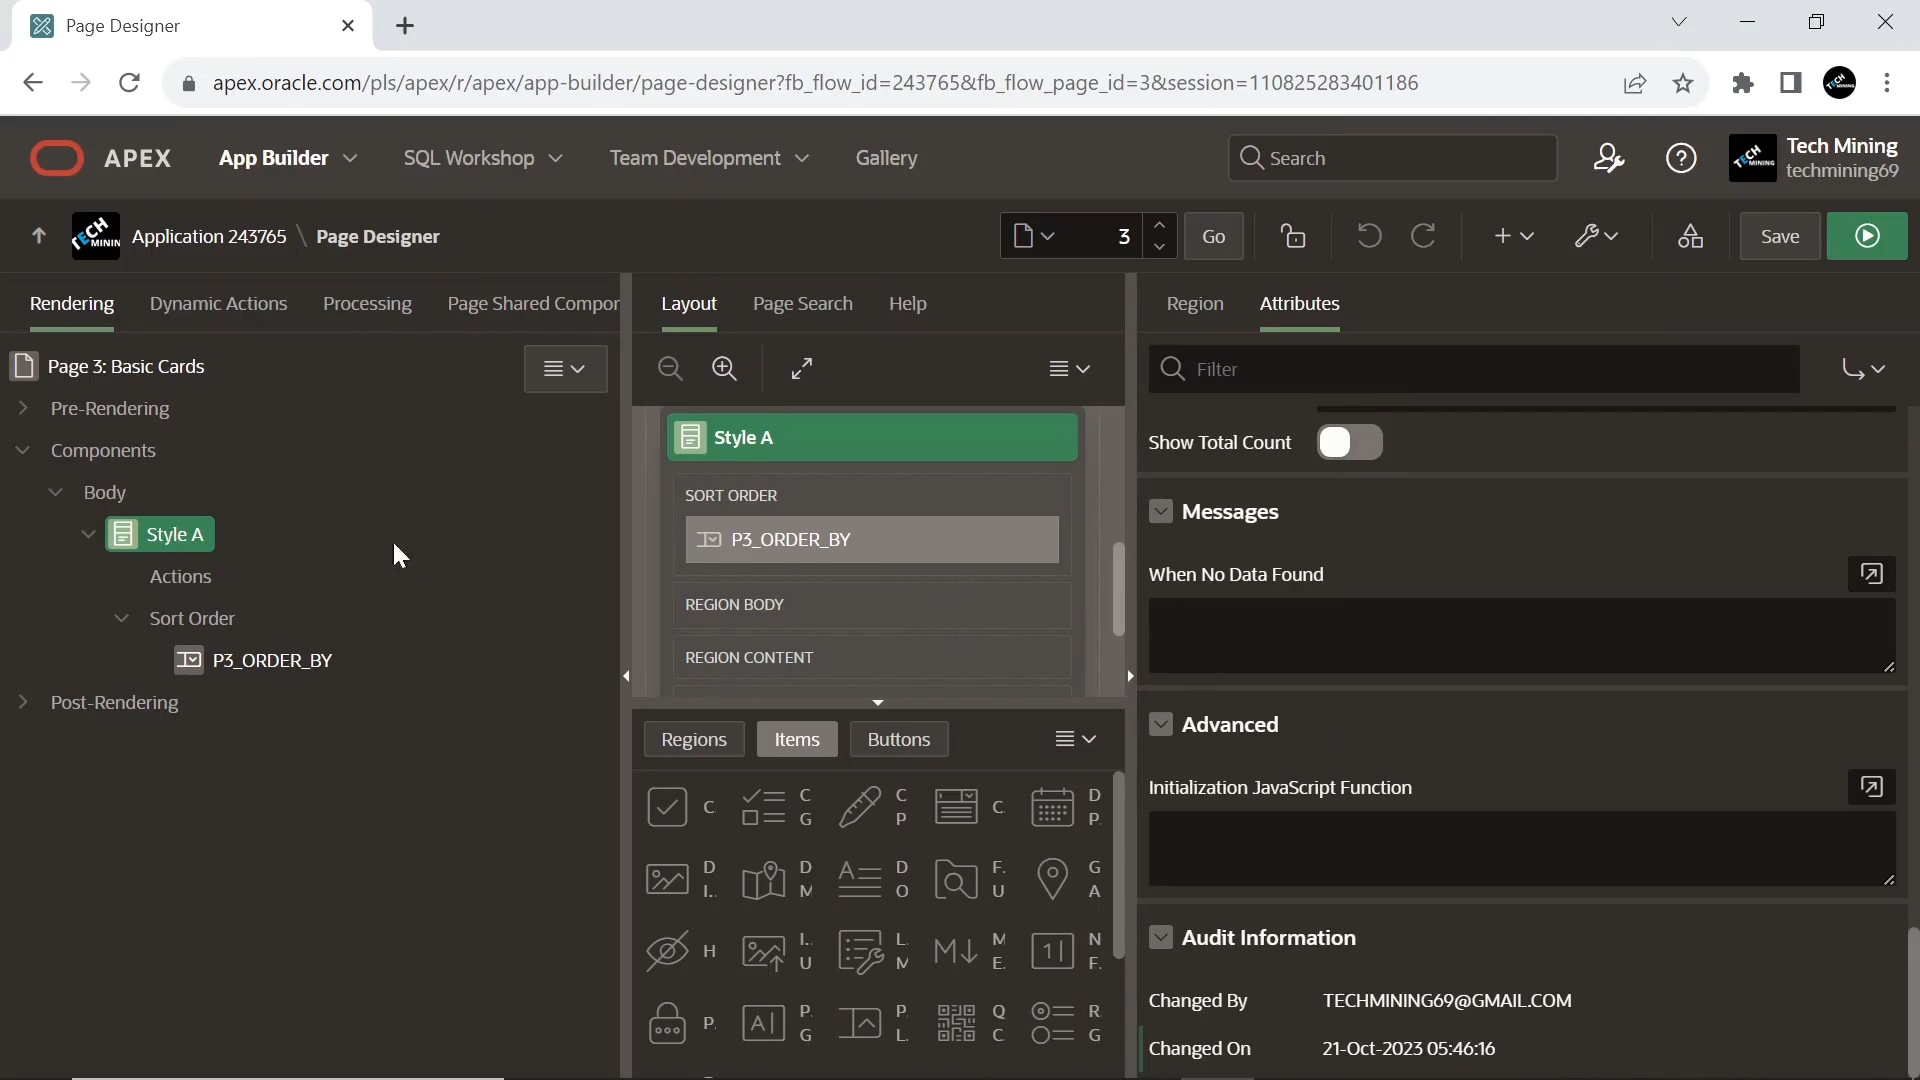 Page Designer
apex.oracle.com/pls/apex/r/apex/app-builder/page-designer?fb_flow_id=243765&fb_flow_page_id=3&session=110825283401186
APEX
App Builder
SQL Workshop
Team Development
Gallery
Search
TECH MINING
Tech Mining
techmining69
TECH
MININ
Application 243765 \ Page Designer
3
Go
Save
Rendering
Dynamic Actions
Processing
Page Shared Compor
Layout
Page Search
Help
Region
Attributes
Page 3: Basic Cards
Filter
Pre-Rendering
Components
Body
Style A
Actions
Sort Order
P3_ORDER_BY
Post-Rendering
Style A
SORT ORDER
P3_ORDER_BY
REGION BODY
REGION CONTENT
Regions
Items
Buttons
C.
C G
C P
C.
D P.
D I..
D M
D O
F. U
G A
H
I.. U
L. M
M E.
N F.
P.
P. G
P. L.
Q C.
R G
Show Total Count
Messages
When No Data Found
Advanced
Initialization JavaScript Function
Audit Information
Changed By TECHMINING69@GMAIL.COM
Changed On 21-Oct-2023 05:46:16